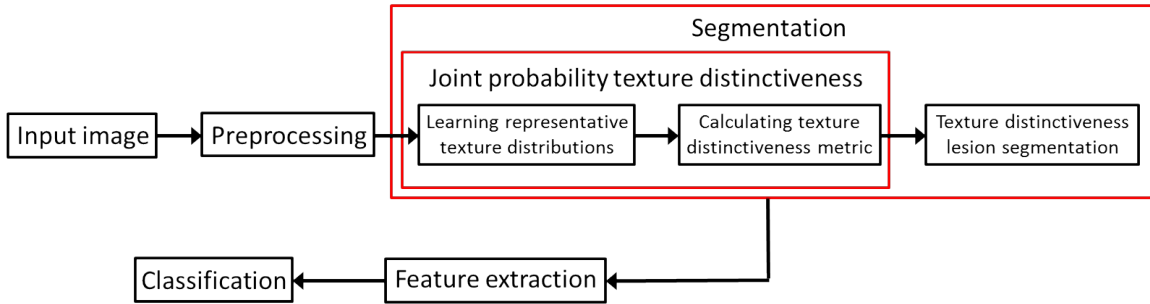 Segmentation
Joint probability texture distinctiveness
Input image
Preprocessing
Learning representative
texture distributions
Calculating texture
distinctiveness metric
Texture distinctiveness
lesion segmentation
Classification
Feature extraction